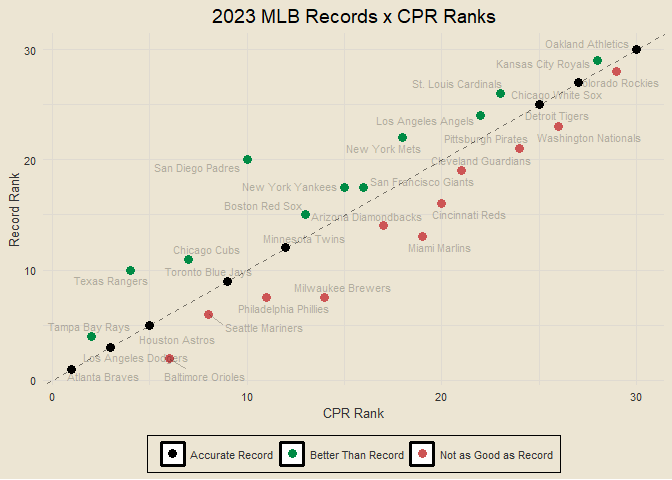 2023 MLB Records x CPR Ranks
30
Oakland Athletics
Kansas City Royals
St. Louis Cardinals
Colorado Rockies
Chicago White Sox
Los Angeles Angels
Detroit Tigers
Pittsburgh Pirates
Washington Nationals
New York Mets
20
Cleveland Guardians
San Diego Padres
New York Yankees
San Francisco Giants
Boston Red Sox
Arizona Diamondbacks
Cincinnati Reds
Record Rank
Minnesota Twins
Miami Marlins
Chicago Cubs
10
Toronto Blue Jays
Texas Rangers
Milwaukee Brewers
Philadelphia Phillies
Tampa Bay Rays
Seattle Mariners
Houston Astros
Los Angeles Dodgers
Atlanta Braves
Baltimore Orioles
0
0 10 20 30
CPR Rank
Accurate Record Better Than Record Not as Good as Record